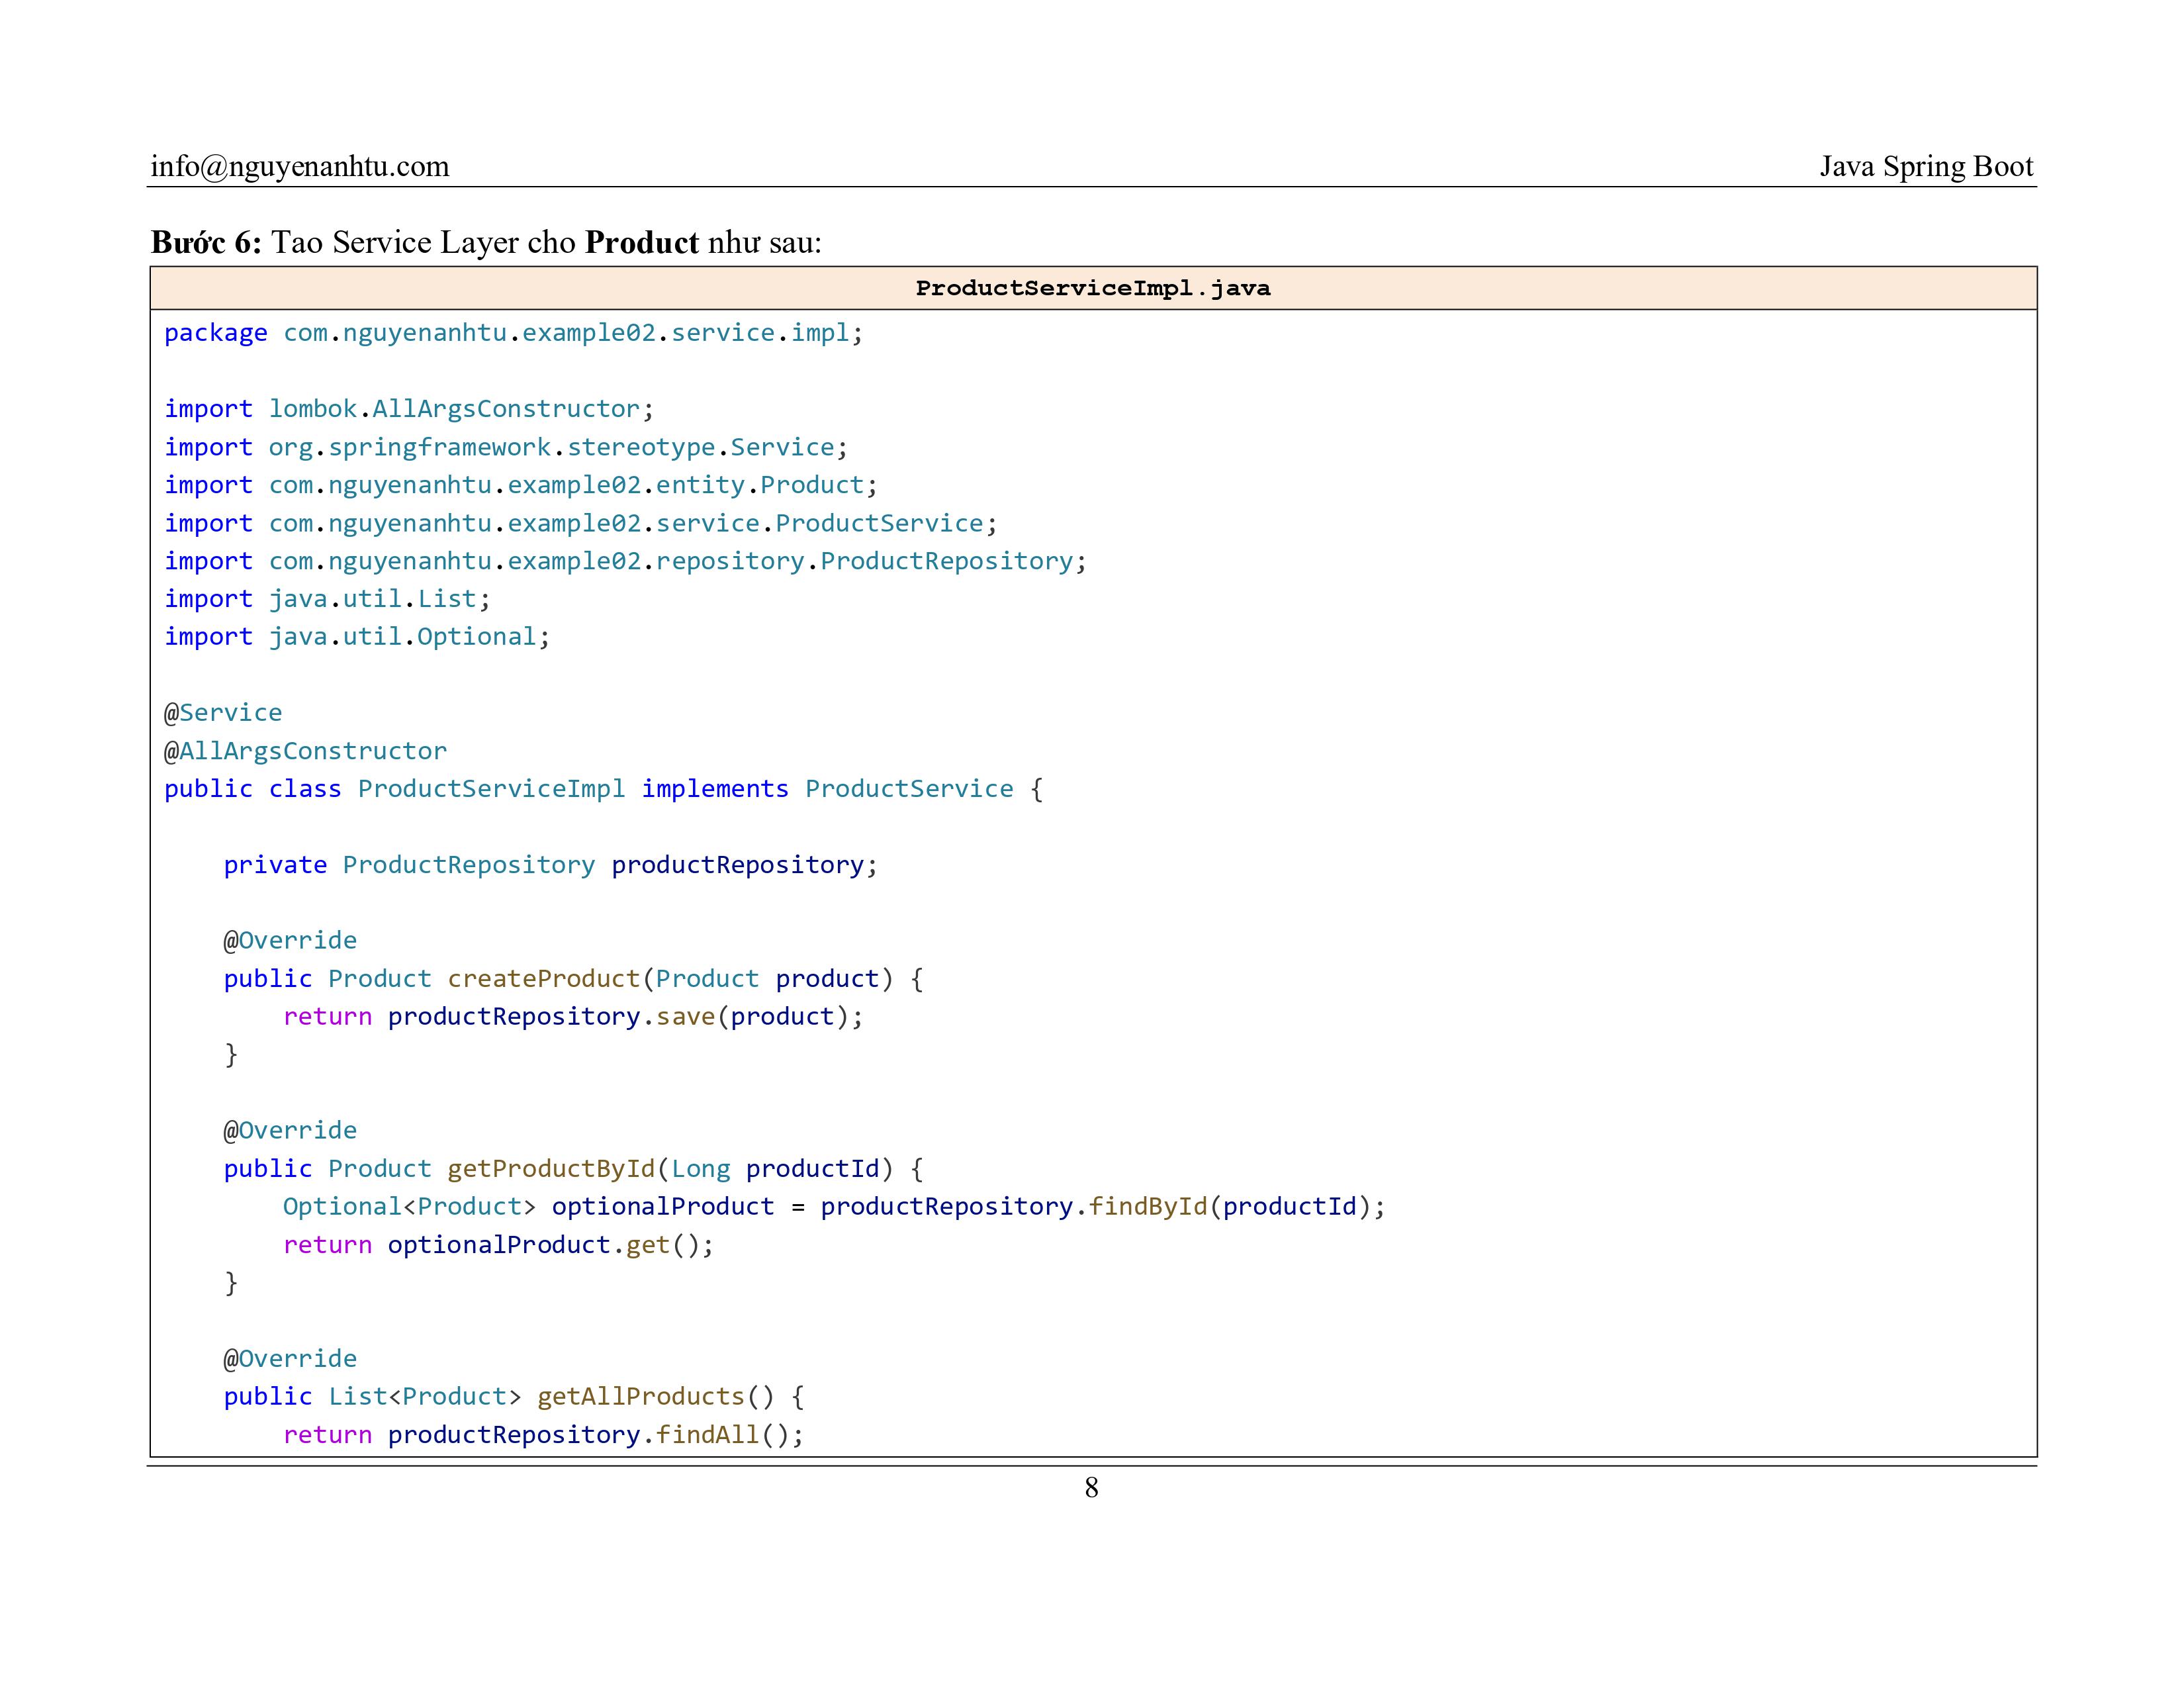 info@nguyenanhtu.com
Java Spring Boot
Bước 6: Tao Service Layer cho Product như sau:
ProductServiceImpl.java
package com.nguyenanhtu.example02.service.impl;
import lombok.AllArgsConstructor;
import org.springframework.stereotype.Service;
import com.nguyenanhtu.example02.entity.Product;
import com.nguyenanhtu.example02.service.ProductService;
import com.nguyenanhtu.example02.repository.ProductRepository;
import java.util.List;
import java.util.Optional;
@Service
@AllArgsConstructor
public class ProductServiceImpl implements ProductService {
    private ProductRepository productRepository;
    @Override
    public Product createProduct(Product product) {
        return productRepository.save(product);
    }
    @Override
    public Product getProductById(Long productId) {
        Optional<Product> optionalProduct = productRepository.findById(productId);
        return optionalProduct.get();
    }
    @Override
    public List<Product> getAllProducts() {
        return productRepository.findAll();
8